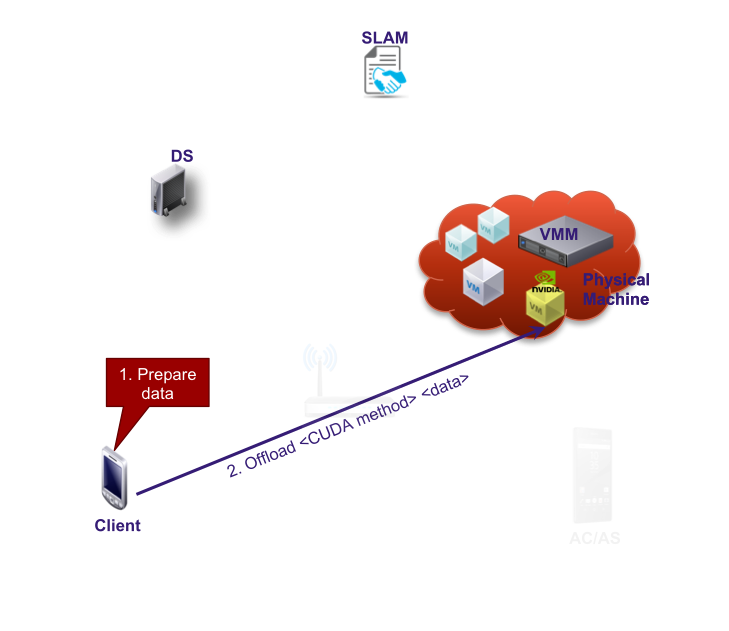 SLAM
DS
VM
VM
VMM
VM
NVIDIA
VM
Physical
Machine
1. Prepare
data
2. Offload <CUDA method> <data>
Client
AC/AS